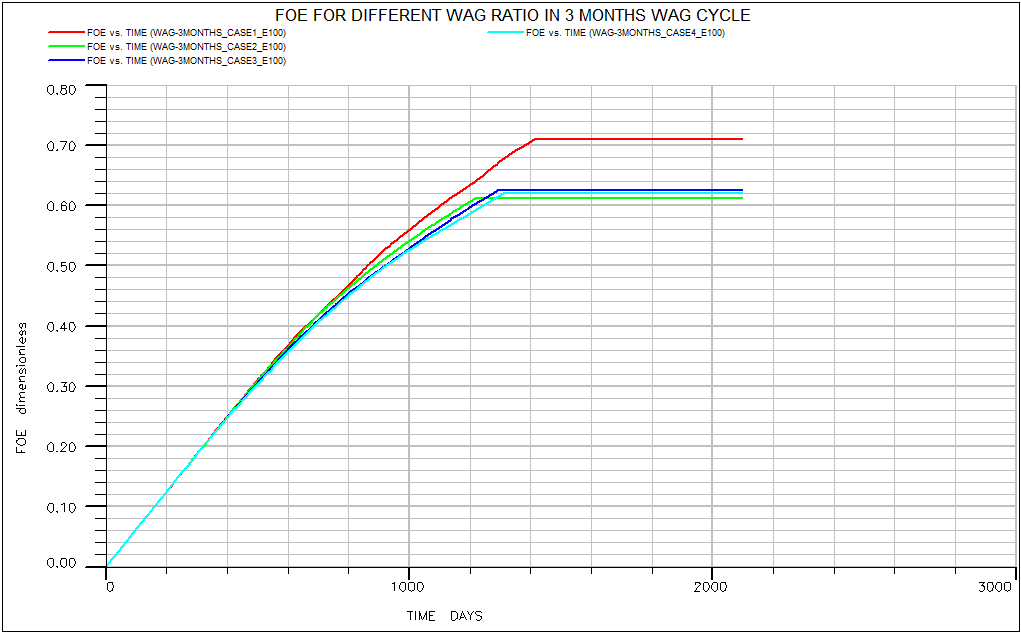 FOE FOR DIFFERENT WAG RATIO IN 3 MONTHS WAG CYCLE
FOE vs. TIME (WAG-3MONTHS_CASE1_E100)
FOE vs. TIME (WAG-3MONTHS_CASE4_E100)
FOE vs. TIME (WAG-3MONTHS_CASE2_E100)
FOE vs. TIME (WAG-3MONTHS_CASE3_E100)
0.80
0.70
0.60
0.50
0.40
0.30
0.20
0.10
0.00
FOE dimensionless
0
1000
2000
3000
TIME DAYS